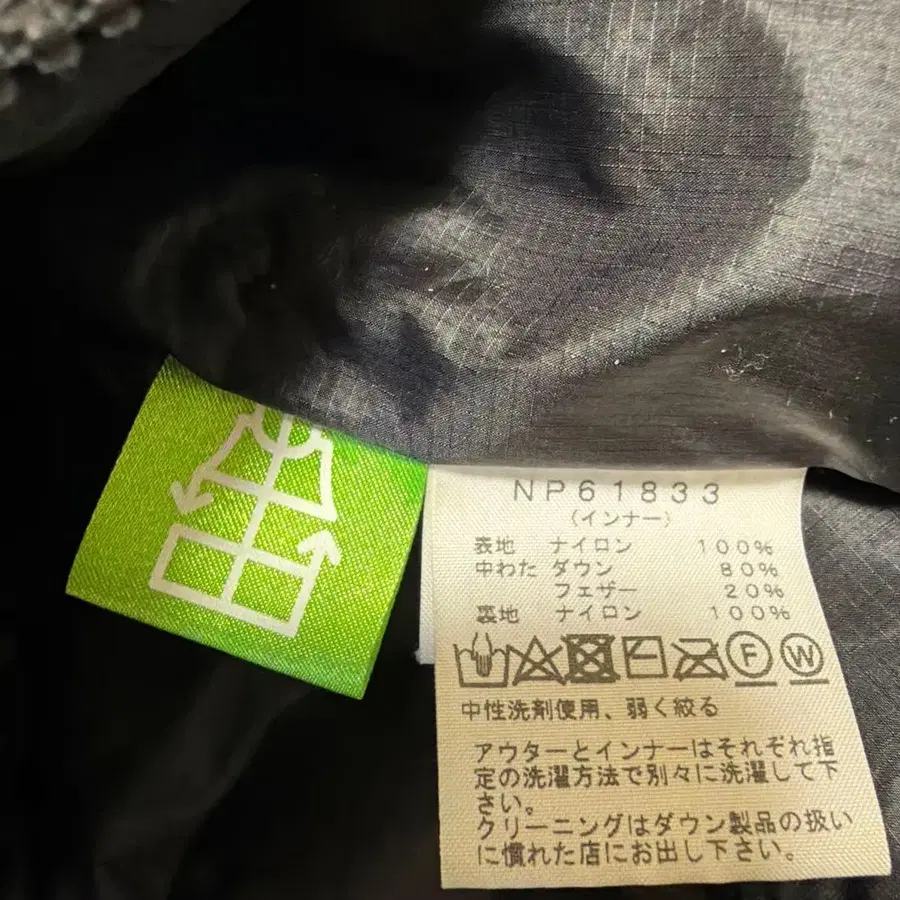 NP61833
(インナー)
表地 ナイロン 100%
中わた ダウン 80%
フェザー 20%
裏地 ナイロン 100%
F W
中性洗剤使用、弱く絞る
アウターとインナーはそれぞれ指
定の洗濯方法で別々に洗濯して下
さい。
クリーニングはダウン製品の扱い
に慣れた店にお出し下さい。